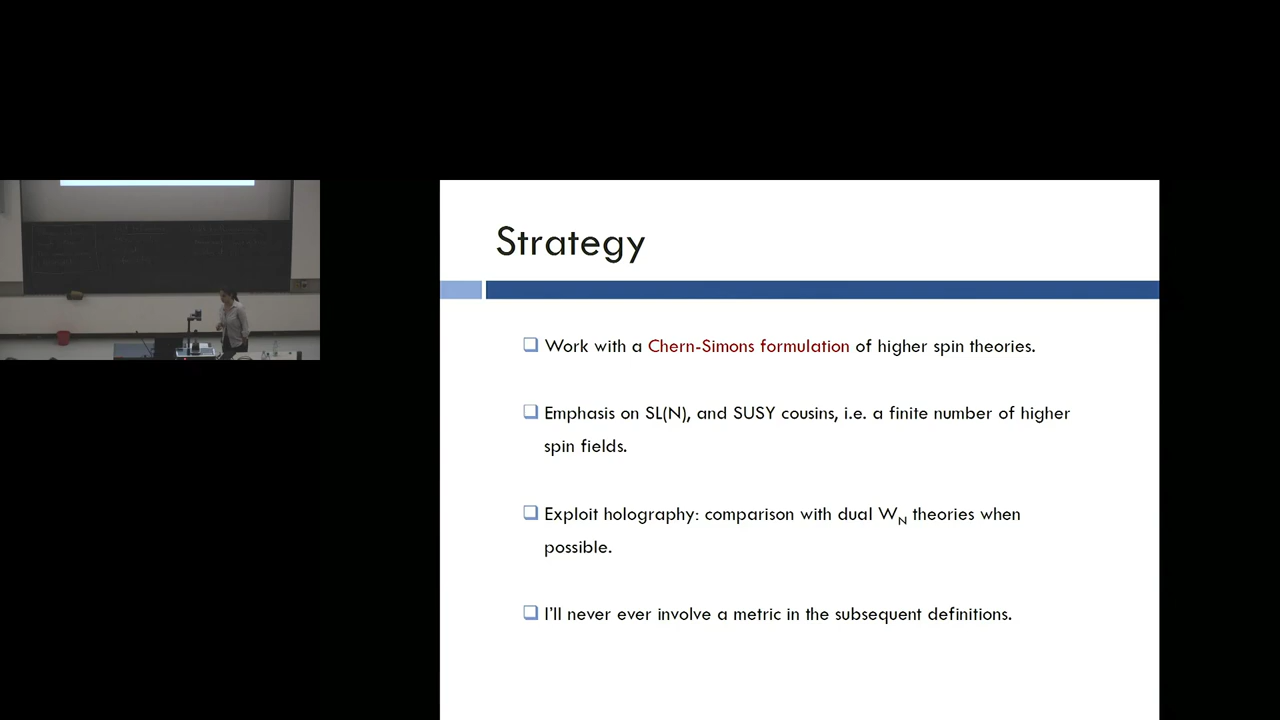 Strategy
Work with a Chern-Simons formulation of higher spin theories.
Emphasis on SL(N), and SUSY cousins, i.e. a finite number of higher
spin fields.
Exploit holography: comparison with dual W_N theories when
possible.
I'll never ever involve a metric in the subsequent definitions.